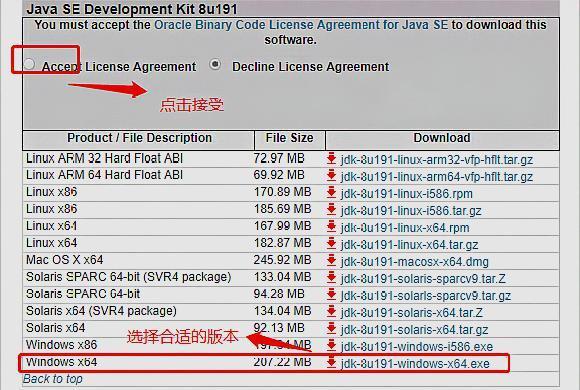 Java SE Development Kit 8u191
You must accept the Oracle Binary Code License Agreement for Java SE to download this
software.
Accept License Agreement Decline License Agreement
点击接受
Product / File Description File Size Download
Linux ARM 32 Hard Float ABI 72.97 MB jdk-8u191-linux-arm32-vfp-hflt.tar.gz
Linux ARM 64 Hard Float ABI 69.92 MB jdk-8u191-linux-arm64-vfp-hflt.tar.gz
Linux x86 170.89 MB jdk-8u191-linux-i586.rpm
Linux x86 185.69 MB jdk-8u191-linux-i586.tar.gz
Linux x64 167.99 MB jdk-8u191-linux-x64.rpm
Linux x64 182.87 MB jdk-8u191-linux-x64.tar.gz
Mac OS X x64 245.92 MB jdk-8u191-macosx-x64.dmg
Solaris SPARC 64-bit (SVR4 package) 133.04 MB jdk-8u191-solaris-sparcv9.tar.Z
Solaris SPARC 64-bit 94.28 MB jdk-8u191-solaris-sparcv9.tar.gz
Solaris x64 (SVR4 package) 134.04 MB jdk-8u191-solaris-x64.tar.Z
Solaris x64 92.13 MB jdk-8u191-solaris-x64.tar.gz
选择合适的版本
Windows x86 MB jdk-8u191-windows-i586.exe
Windows x64 207.22 MB jdk-8u191-windows-x64.exe
Back to top